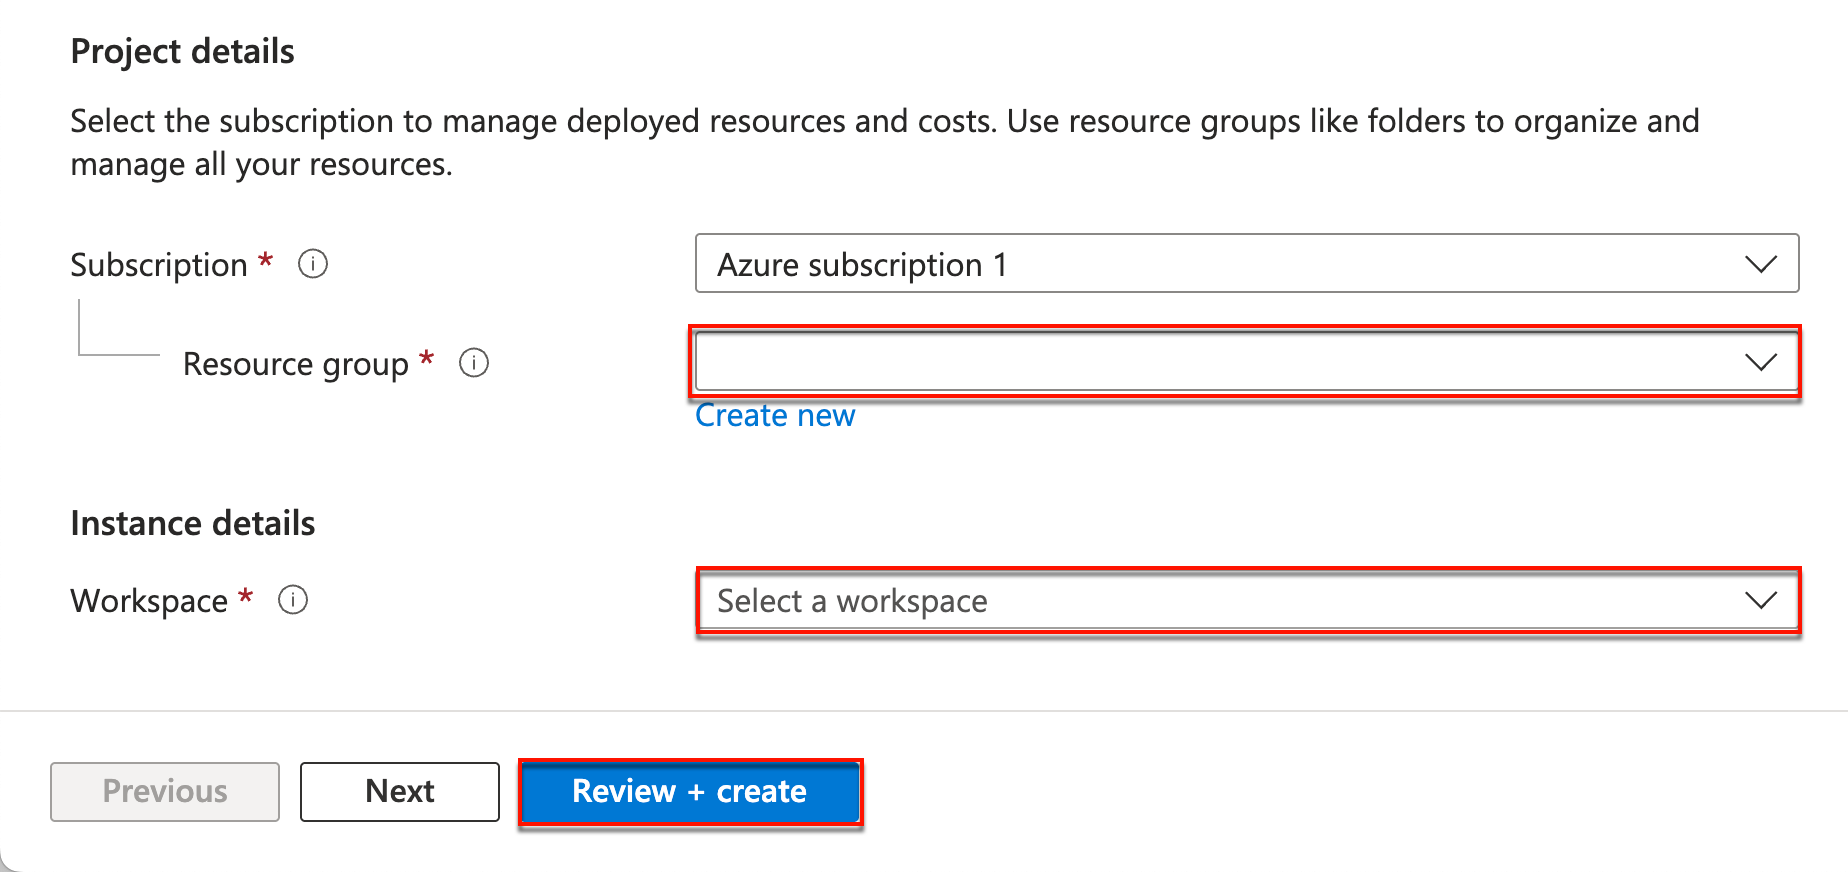 Project details
Select the subscription to manage deployed resources and costs. Use resource groups like folders to organize and
manage all your resources.
Subscription *
Azure subscription 1
Resource group *
Create new
Instance details
Workspace *
Select a workspace
Previous
Next
Review + create